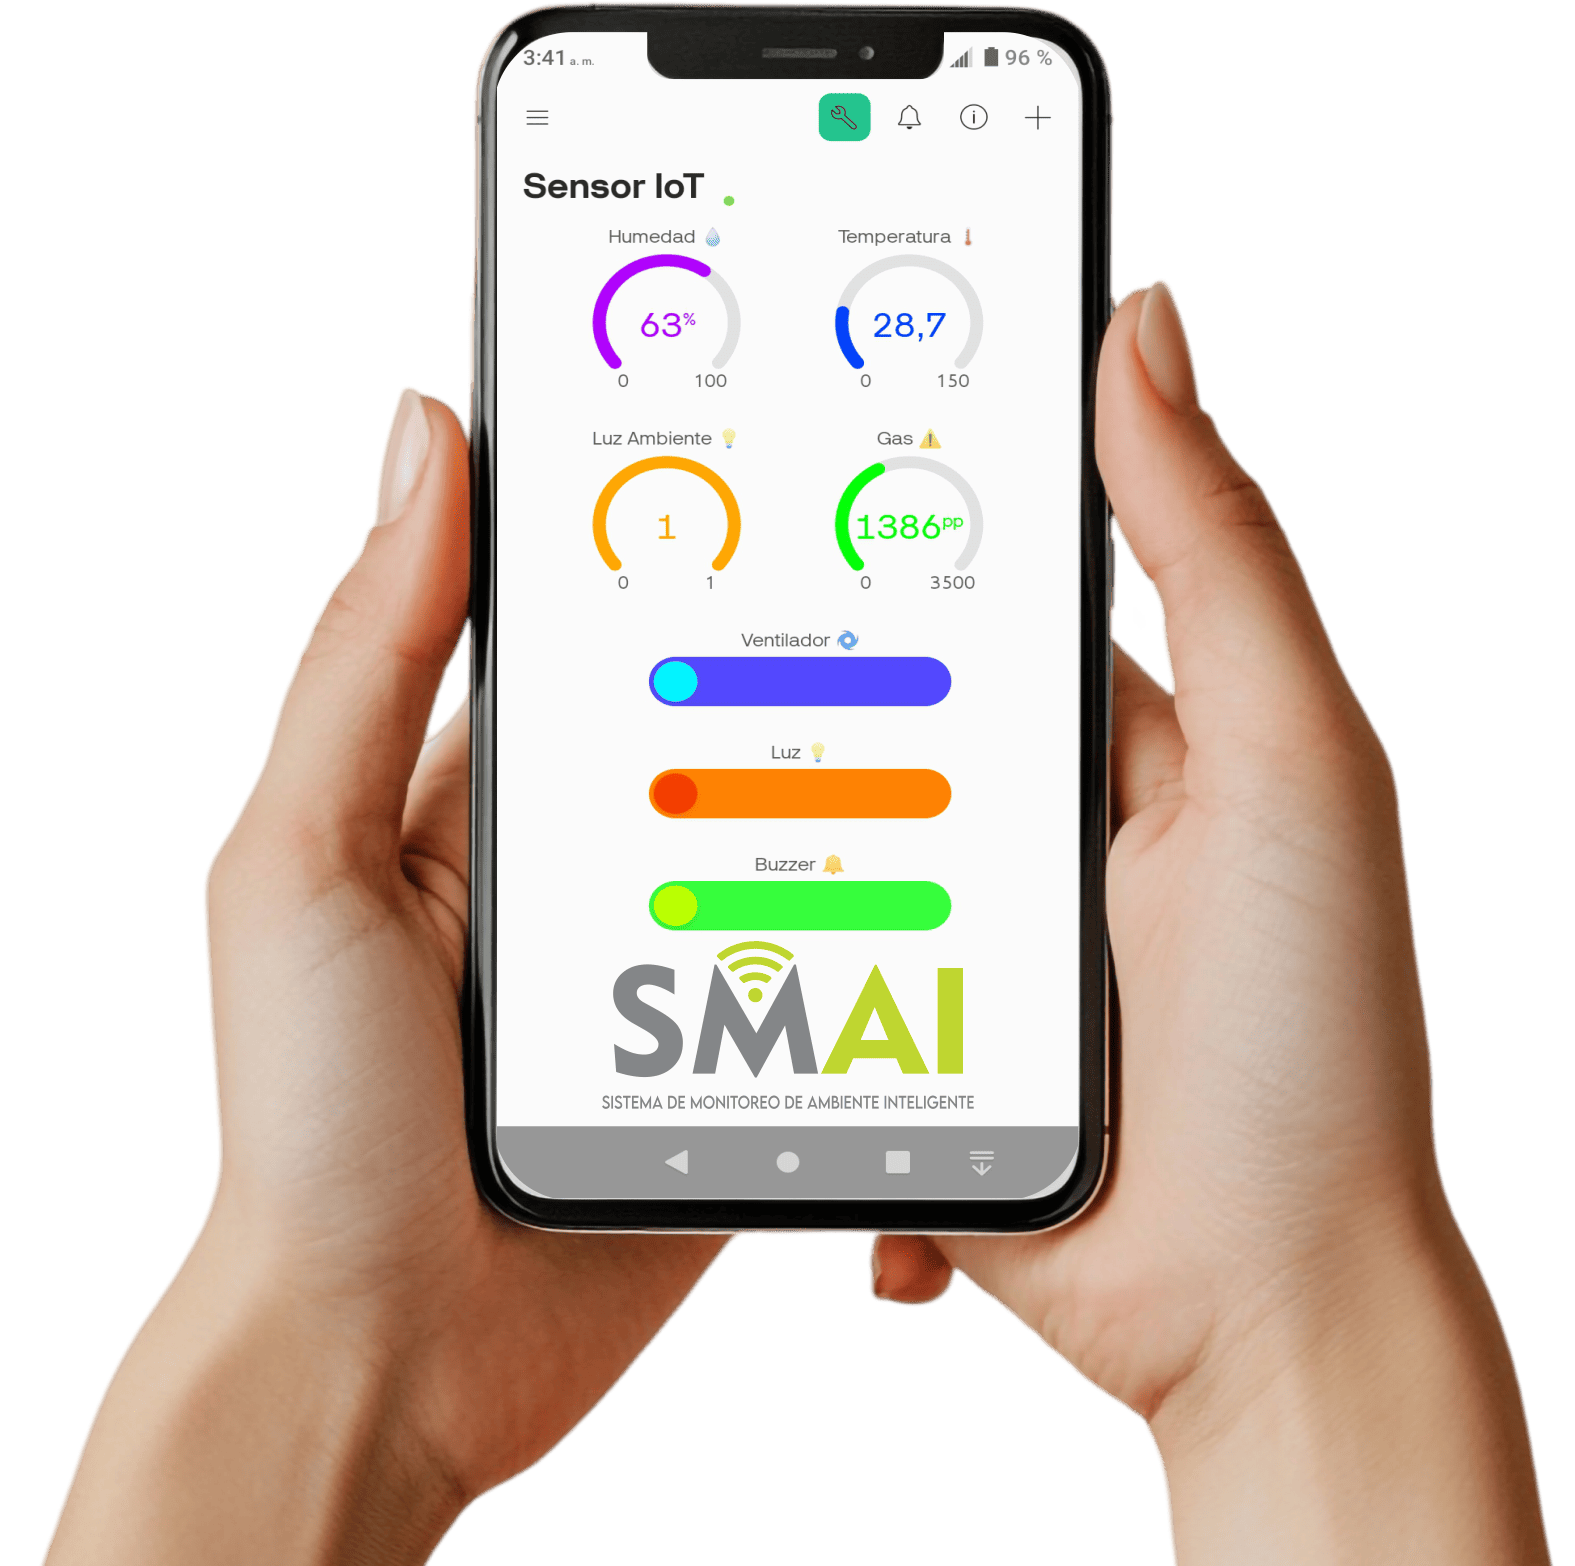 3:41 a. m.
96 %
Sensor IoT
Humedad
Temperatura
63%
28,7
0 100
0 150
Luz Ambiente
Gas
1
1386pp
0 1
0 3500
Ventilador
Luz
Buzzer
SMAI
SISTEMA DE MONITOREO DE AMBIENTE INTELIGENTE